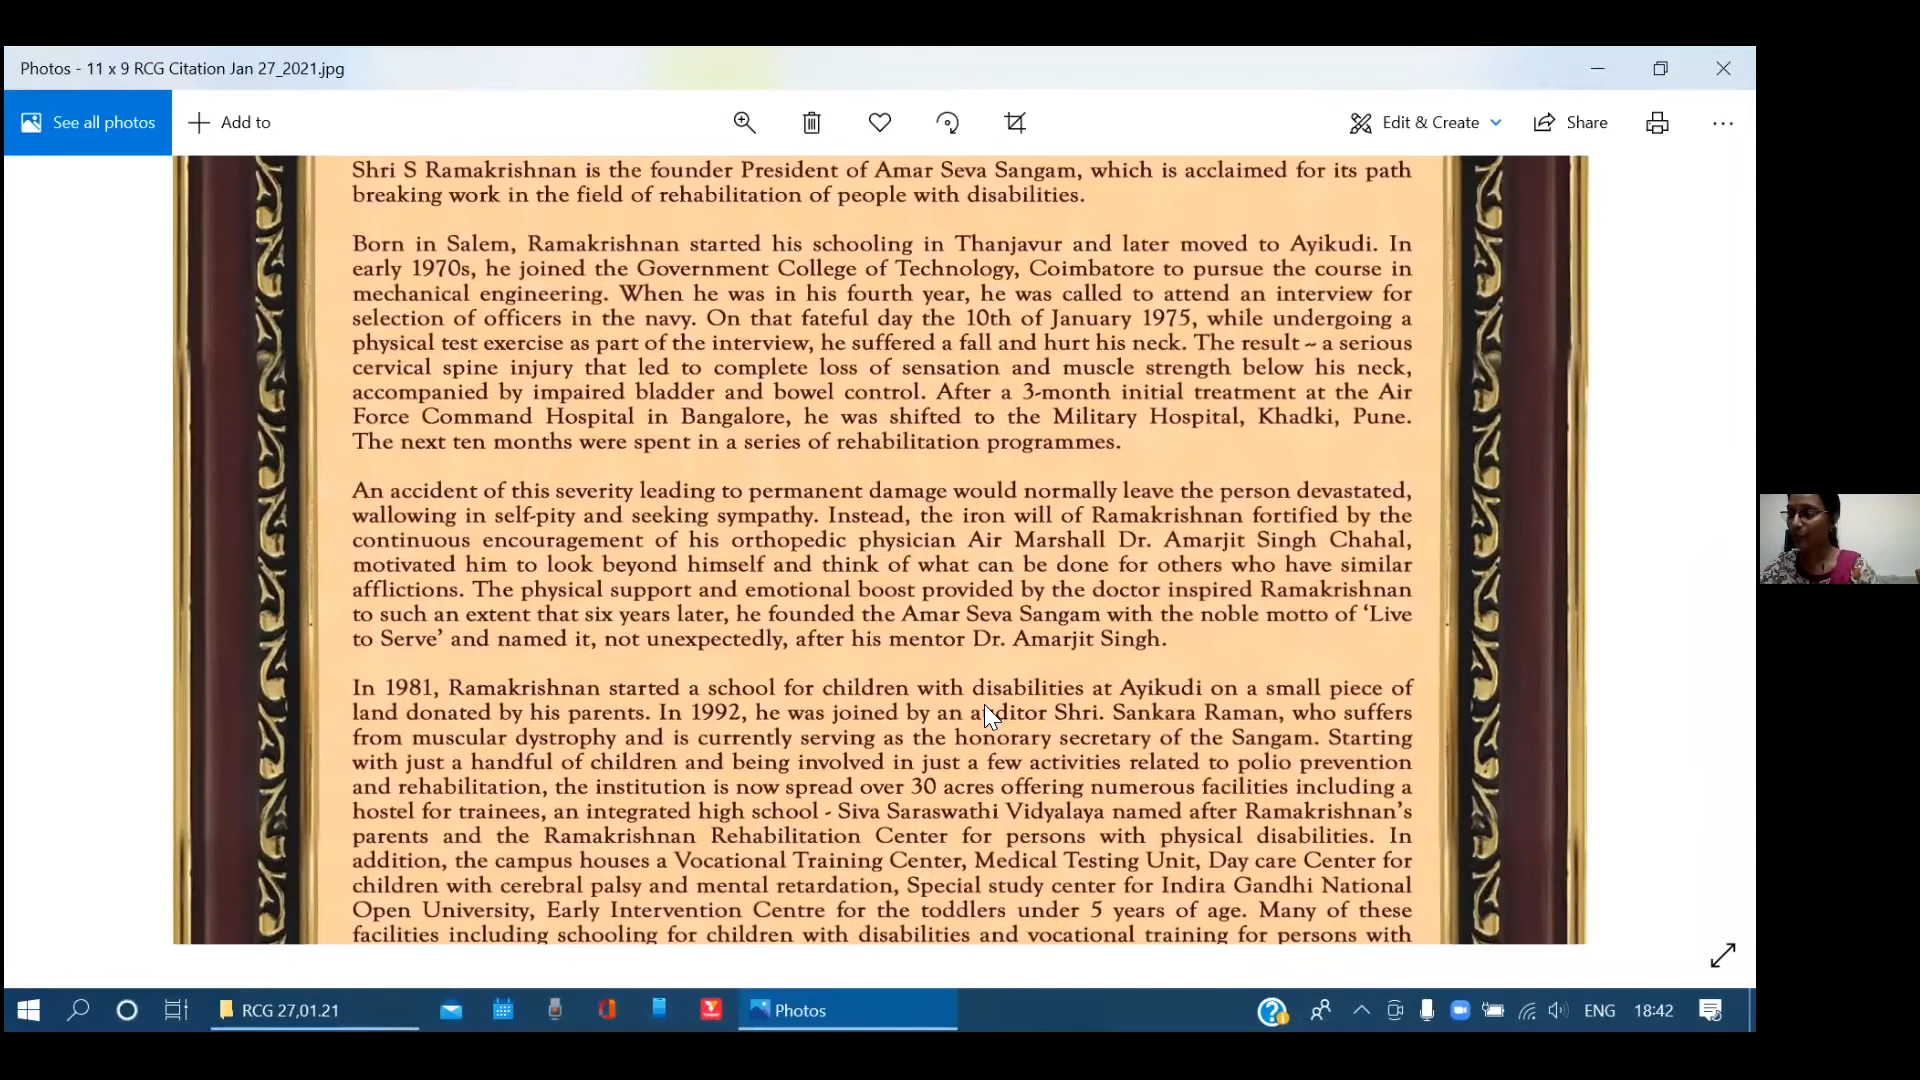 Photos - 11 x 9 RCG Citation Jan 27_2021.jpg
See all photos
Add to
Edit & Create
Share
Shri S Ramakrishnan is the founder President of Amar Seva Sangam, which is acclaimed for its path
breaking work in the field of rehabilitation of people with disabilities.
Born in Salem, Ramakrishnan started his schooling in Thanjavur and later moved to Ayikudi. In
early 1970s, he joined the Government College of Technology, Coimbatore to pursue the course in
mechanical engineering. When he was in his fourth year, he was called to attend an interview for
selection of officers in the navy. On that fateful day the 10th of January 1975, while undergoing a
physical test exercise as part of the interview, he suffered a fall and hurt his neck. The result ~ a serious
cervical spine injury that led to complete loss of sensation and muscle strength below his neck,
accompanied by impaired bladder and bowel control. After a 3-month initial treatment at the Air
Force Command Hospital in Bangalore, he was shifted to the Military Hospital, Khadki, Pune.
The next ten months were spent in a series of rehabilitation programmes.
An accident of this severity leading to permanent damage would normally leave the person devastated,
wallowing in self-pity and seeking sympathy. Instead, the iron will of Ramakrishnan fortified by the
continuous encouragement of his orthopedic physician Air Marshall Dr. Amarjit Singh Chahal,
motivated him to look beyond himself and think of what can be done for others who have similar
afflictions. The physical support and emotional boost provided by the doctor inspired Ramakrishnan
to such an extent that six years later, he founded the Amar Seva Sangam with the noble motto of ‘Live
to Serve’ and named it, not unexpectedly, after his mentor Dr. Amarjit Singh.
In 1981, Ramakrishnan started a school for children with disabilities at Ayikudi on a small piece of
land donated by his parents. In 1992, he was joined by an auditor Shri. Sankara Raman, who suffers
from muscular dystrophy and is currently serving as the honorary secretary of the Sangam. Starting
with just a handful of children and being involved in just a few activities related to polio prevention
and rehabilitation, the institution is now spread over 30 acres offering numerous facilities including a
hostel for trainees, an integrated high school - Siva Saraswathi Vidyalaya named after Ramakrishnan’s
parents and the Ramakrishnan Rehabilitation Center for persons with physical disabilities. In
addition, the campus houses a Vocational Training Center, Medical Testing Unit, Day care Center for
children with cerebral palsy and mental retardation, Special study center for Indira Gandhi National
Open University, Early Intervention Centre for the toddlers under 5 years of age. Many of these
facilities including schooling for children with disabilities and vocational training for persons with
RCG 27,01.21
Photos
ENG
18:42